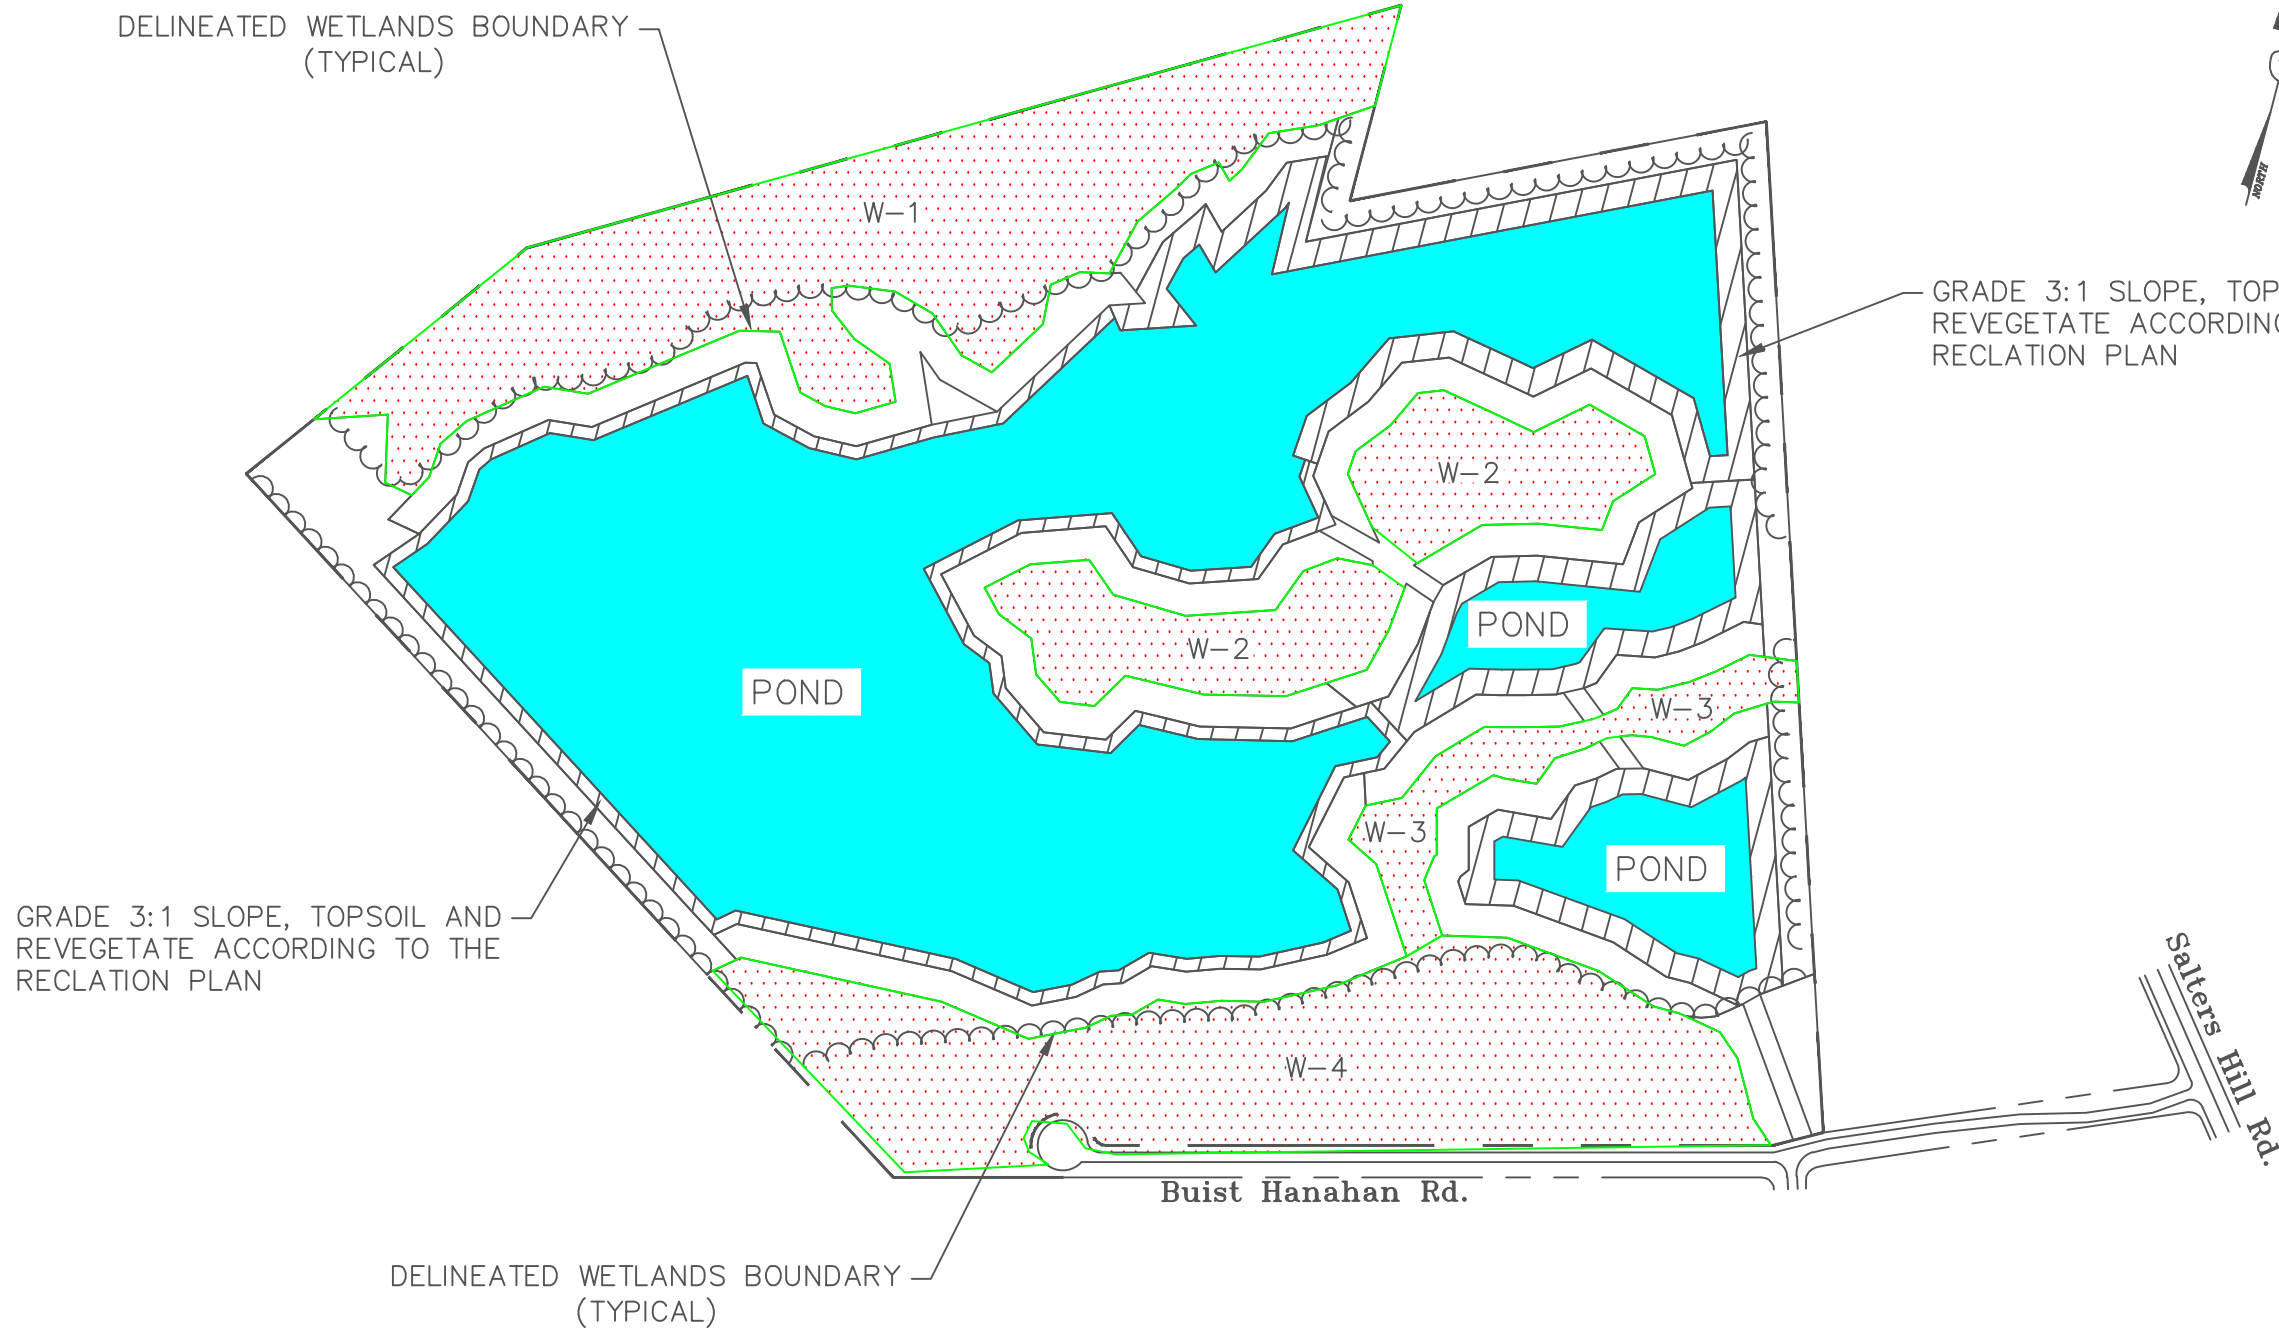 DELINEATED WETLANDS BOUNDARY
(TYPICAL)
NORTH
W-1
GRADE 3:1 SLOPE, TOP
REVEGETATE ACCORDING
RECLATION PLAN
W-2
POND
W-2
POND
W-3
W-3
POND
GRADE 3:1 SLOPE, TOPSOIL AND
REVEGETATE ACCORDING TO THE
RECLATION PLAN
Salters Hill Rd.
W-4
Buist Hanahan Rd.
DELINEATED WETLANDS BOUNDARY
(TYPICAL)